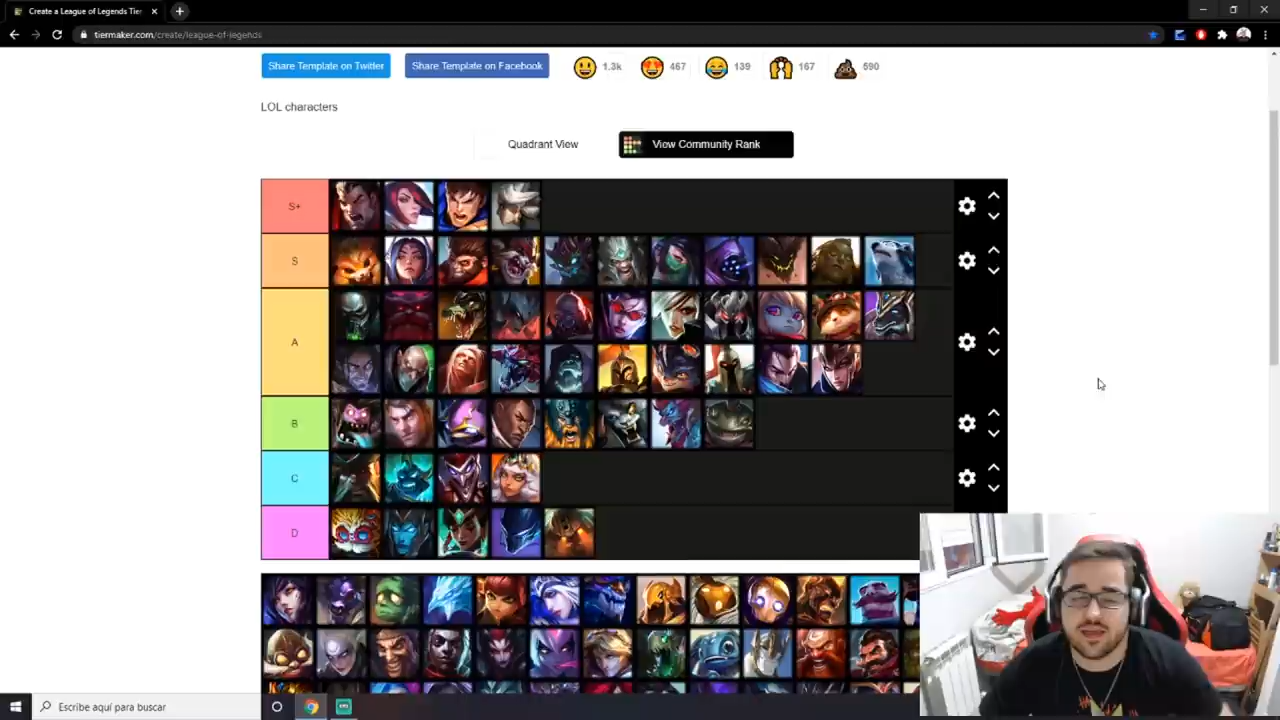 Create a League of Legends Tier
tiermaker.com/create/league-of-legends
Share Template on Twitter
Share Template on Facebook
1.3k
467
139
167
590
LOL characters
Quadrant View
View Community Rank
S+
S
A
B
C
D
Escribe aquí para buscar